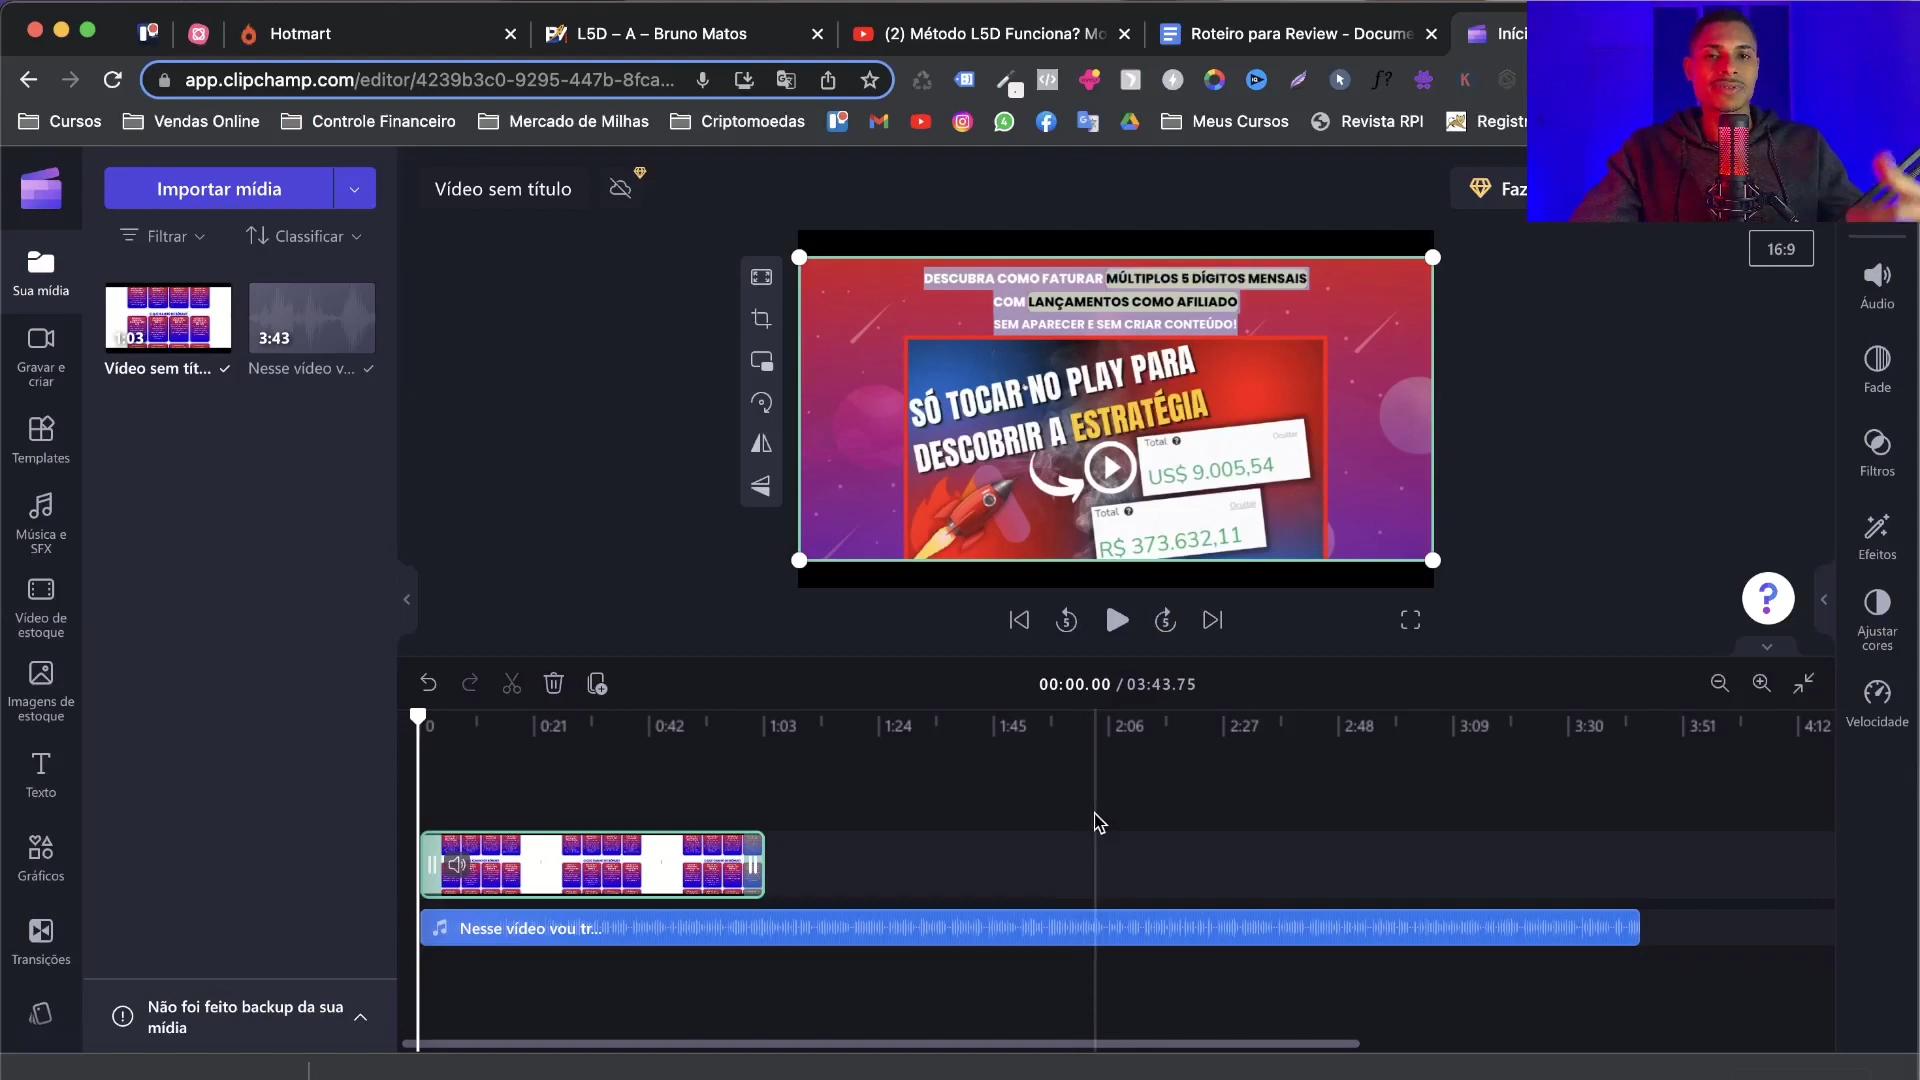 Hotmart
L5D – A – Bruno Matos
(2) Método L5D Funciona? Mo
Roteiro para Review - Docume
Iníci
app.clipchamp.com/editor/4239b3c0-9295-447b-8fca...
Cursos
Vendas Online
Controle Financeiro
Mercado de Milhas
Criptomoedas
Meus Cursos
Revista RPI
Registr
Importar mídia
Vídeo sem título
Faz
Filtrar
Classificar
16:9
Sua mídia
1:03
3:43
Vídeo sem tít...
Nesse vídeo v...
Gravar e
criar
Templates
Música e
SFX
Vídeo de
estoque
Imagens de
estoque
Texto
Gráficos
Transições
DESCUBRA COMO FATURAR MÚLTIPLOS 5 DÍGITOS MENSAIS
COM LANÇAMENTOS COMO AFILIADO
SEM APARECER E SEM CRIAR CONTEÚDO!
SÓ TOCAR NO PLAY PARA
DESCOBRIR A ESTRATÉGIA
Total
Ocultar
US$ 9.005,54
Total
Ocultar
R$ 373.632,11
5
5
?
Áudio
Fade
Filtros
Efeitos
Ajustar
cores
Velocidade
00:00.00 / 03:43.75
0
0:21
0:42
1:03
1:24
1:45
2:06
2:27
2:48
3:09
3:30
3:51
4:12
Nesse vídeo vou tr...
Não foi feito backup da sua
mídia